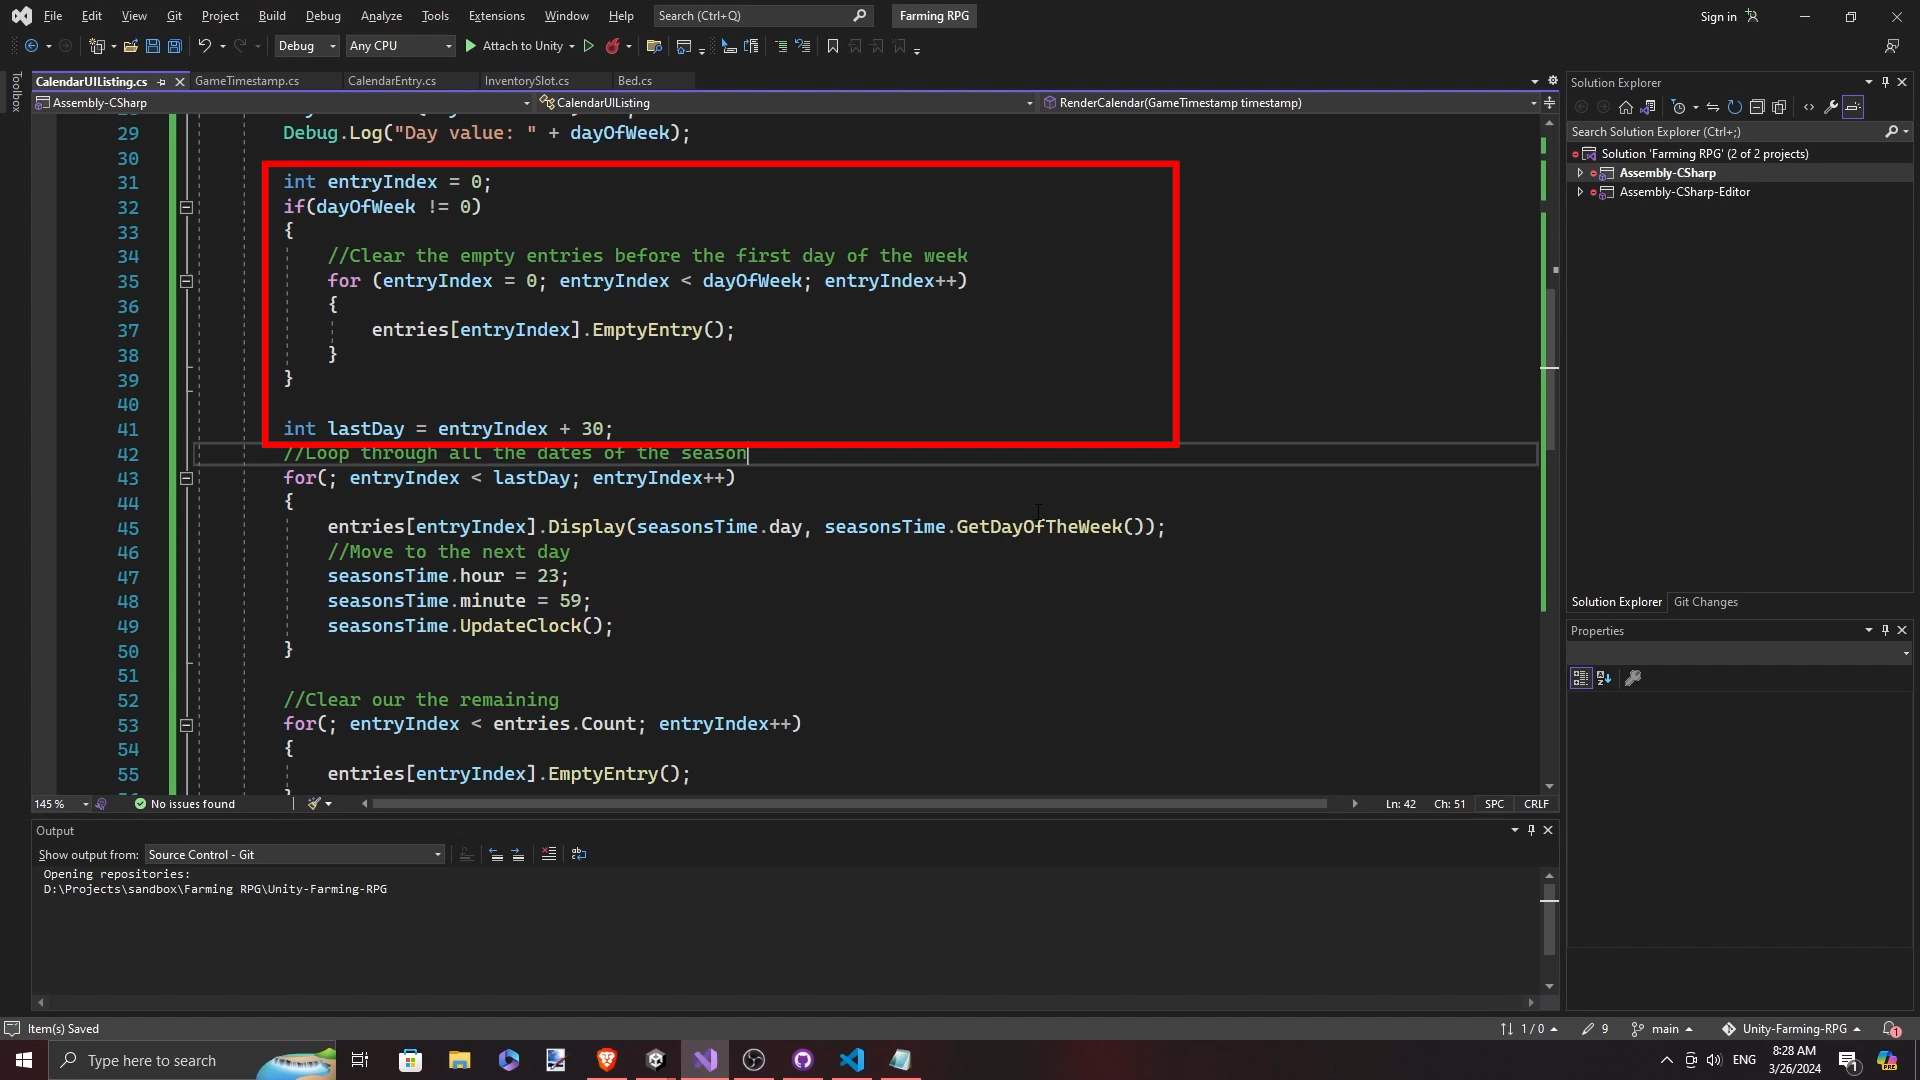 File Edit View Git Project Build Debug Analyze Tools Extensions Window Help Search (Ctrl+Q) Farming RPG Sign in
Debug Any CPU Attach to Unity
Toolbox
CalendarUIListing.cs GameTimestamp.cs CalendarEntry.cs InventorySlot.cs Bed.cs
Assembly-CSharp CalendarUIListing RenderCalendar(GameTimestamp timestamp)
29 Debug.Log("Day value: " + dayOfWeek);
30
31 int entryIndex = 0;
32 if(dayOfWeek != 0)
33 {
34 //Clear the empty entries before the first day of the week
35 for (entryIndex = 0; entryIndex < dayOfWeek; entryIndex++)
36 {
37 entries[entryIndex].EmptyEntry();
38 }
39 }
40
41 int lastDay = entryIndex + 30;
42 //Loop through all the dates of the season
43 for(; entryIndex < lastDay; entryIndex++)
44 {
45 entries[entryIndex].Display(seasonsTime.day, seasonsTime.GetDayOfTheWeek());
46 //Move to the next day
47 seasonsTime.hour = 23;
48 seasonsTime.minute = 59;
49 seasonsTime.UpdateClock();
50 }
51
52 //Clear our the remaining
53 for(; entryIndex < entries.Count; entryIndex++)
54 {
55 entries[entryIndex].EmptyEntry();
145 % No issues found Ln: 42 Ch: 51 SPC CRLF
Output
Show output from: Source Control - Git
Opening repositories:
D:\Projects\sandbox\Farming RPG\Unity-Farming-RPG
Solution Explorer
Search Solution Explorer (Ctrl+;)
Solution 'Farming RPG' (2 of 2 projects)
Assembly-CSharp
Assembly-CSharp-Editor
Solution Explorer Git Changes
Properties
Item(s) Saved 1 / 0 9 main Unity-Farming-RPG 1
Type here to search ENG 8:28 AM
3/26/2024 1 PRE